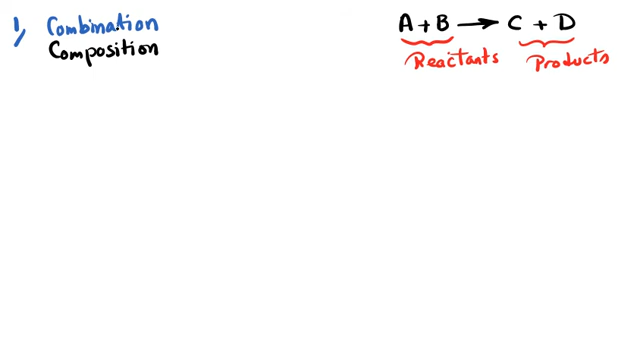 1, Combination
Composition
A + B → C + D
Reactants Products